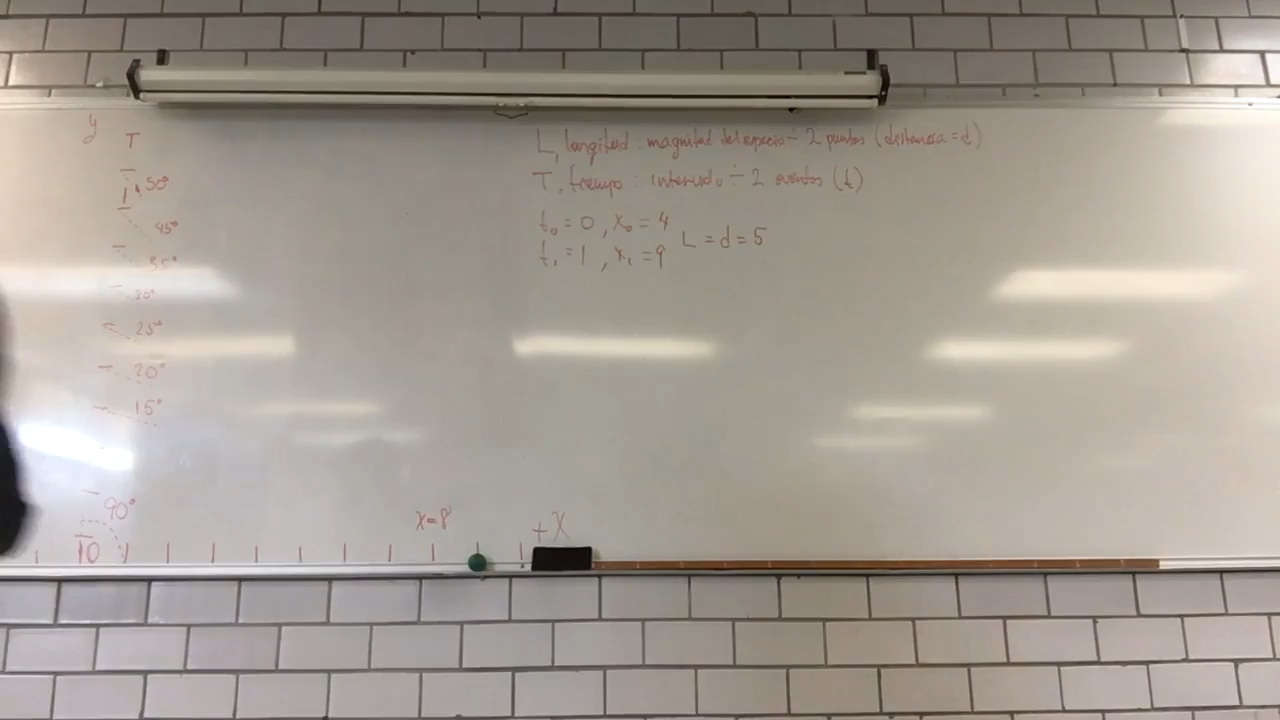 y
T
50°
45°
35°
30°
25°
20°
15°
90°
10
x=8
+X
L, longitud: magnitud del espacio ÷ 2 puntos (distancia = d)
T, tiempo: intervalo ÷ 2 eventos (t)
t₀ = 0, x₀ = 4
L = d = 5
t₁ = 1, x₁ = 9